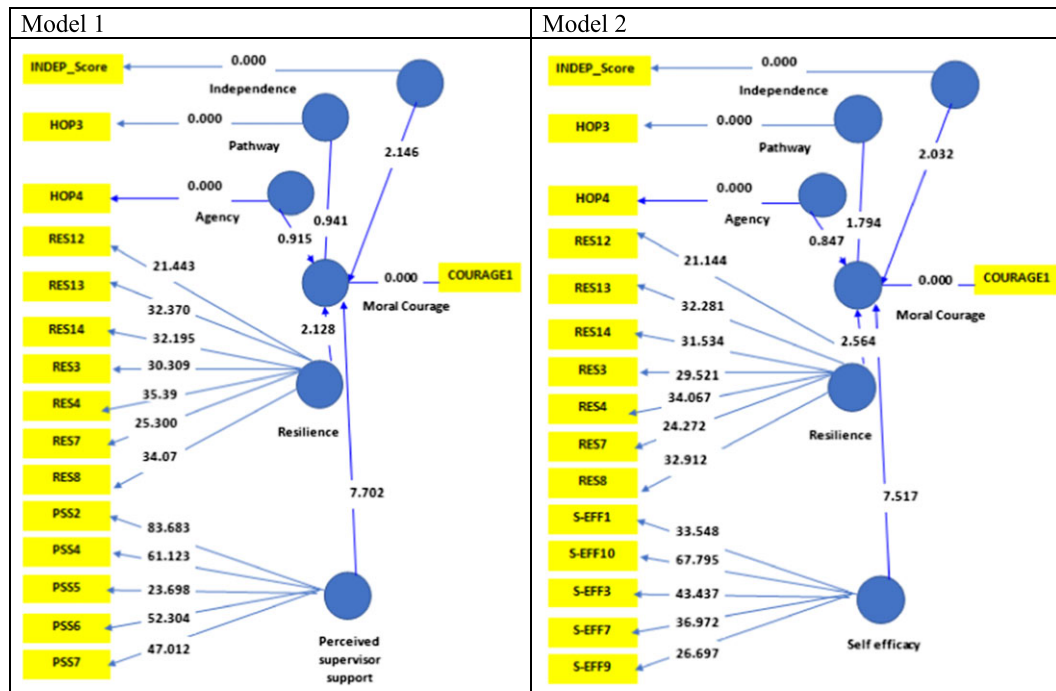 Model 1
INDEP_Score
0.000
Independence
HOP3
0.000
Pathway
2.146
HOP4
0.000
Agency
0.941
0.915
RES12
21.443
0.000
COURAGE1
Moral Courage
RES13
32.370
2.128
RES14
32.195
RES3
30.309
RES4
35.39
Resilience
RES7
25.300
RES8
34.07
7.702
PSS2
83.683
PSS4
61.123
PSS5
23.698
PSS6
52.304
PSS7
47.012
Perceived
supervisor
support
Model 2
INDEP_Score
0.000
Independence
HOP3
0.000
Pathway
2.032
HOP4
0.000
Agency
1.794
0.847
RES12
21.144
0.000
COURAGE1
Moral Courage
RES13
32.281
2.564
RES14
31.534
RES3
29.521
RES4
34.067
Resilience
RES7
24.272
RES8
32.912
7.517
S-EFF1
33.548
S-EFF10
67.795
S-EFF3
43.437
S-EFF7
36.972
S-EFF9
26.697
Self efficacy